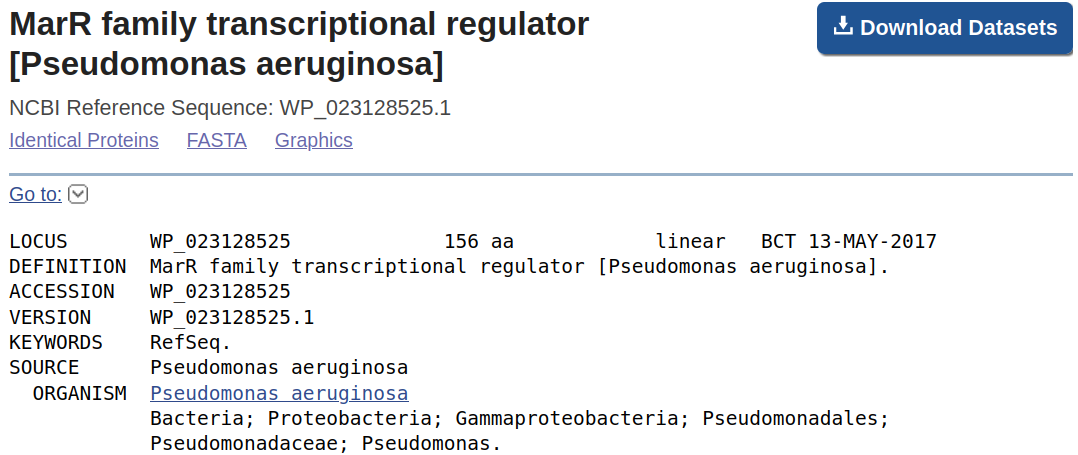 MarR family transcriptional regulator
[Pseudomonas aeruginosa]
Download Datasets
NCBI Reference Sequence: WP_023128525.1
Identical Proteins FASTA Graphics
Go to:
LOCUS WP_023128525 156 aa linear BCT 13-MAY-2017
DEFINITION MarR family transcriptional regulator [Pseudomonas aeruginosa].
ACCESSION WP_023128525
VERSION WP_023128525.1
KEYWORDS RefSeq.
SOURCE Pseudomonas aeruginosa
ORGANISM Pseudomonas aeruginosa
Bacteria; Proteobacteria; Gammaproteobacteria; Pseudomonadales;
Pseudomonadaceae; Pseudomonas.